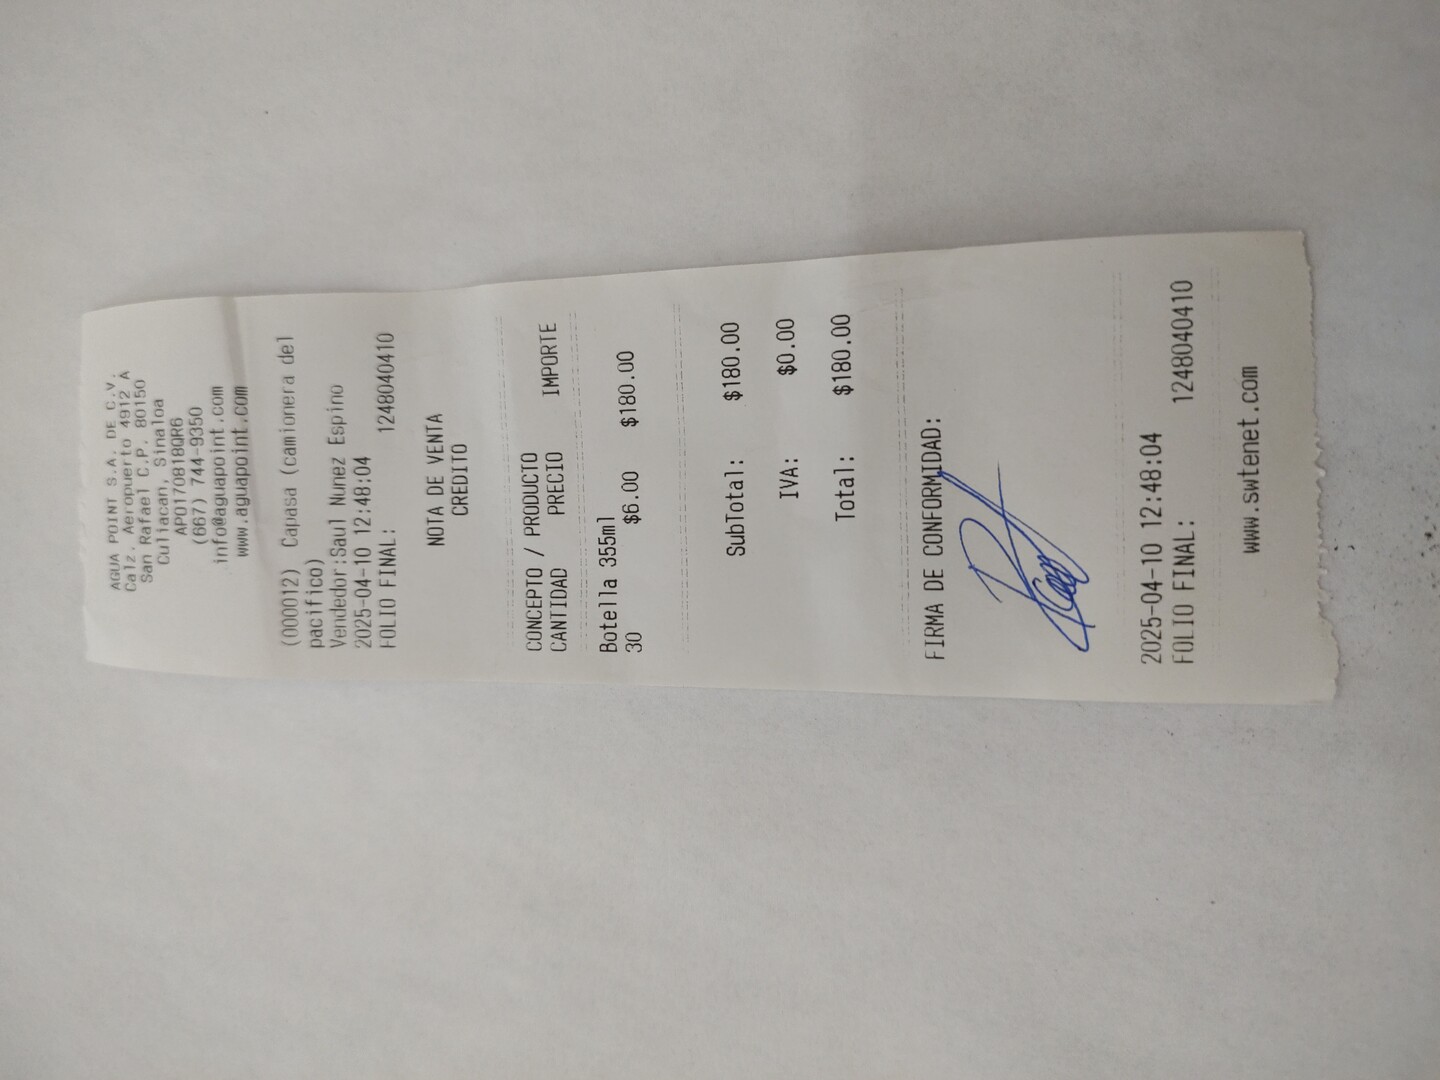 AGUA POINT S.A. DE C.V.
Calz. Aeropuerto 4912 A
San Rafael C.P. 80150
Culiacan, Sinaloa
APO170818QR6
(667) 744-9350
info@aguapoint.com
www.aguapoint.com
(000012) Capasa (camionera del
pacifico)
Vendedor:Saul Nunez Espino
2025-04-10 12:48:04
FOLIO FINAL: 1248040410
NOTA DE VENTA
CREDITO
CONCEPTO / PRODUCTO
CANTIDAD PRECIO IMPORTE
Botella 355ml
30 $6.00 $180.00
SubTotal: $180.00
IVA: $0.00
Total: $180.00
FIRMA DE CONFORMIDAD:
2025-04-10 12:48:04
FOLIO FINAL: 1248040410
www.swtenet.com